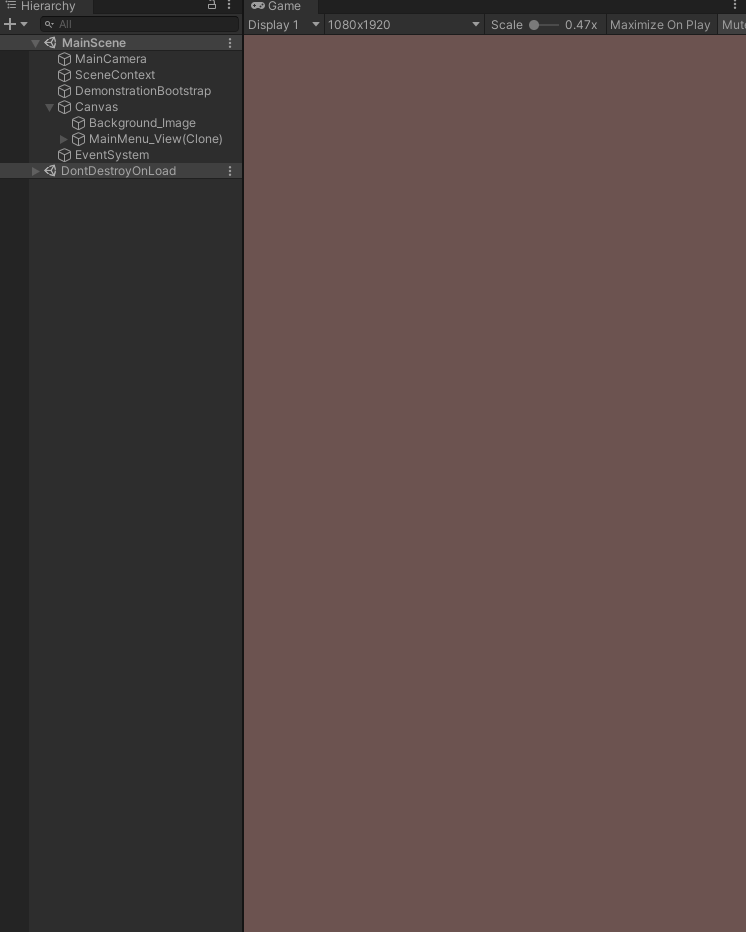 Hierarchy
All
MainScene
MainCamera
SceneContext
DemonstrationBootstrap
Canvas
Background_Image
MainMenu_View(Clone)
EventSystem
DontDestroyOnLoad
Game
Display 1 1080x1920 Scale 0.47x Maximize On Play Mut